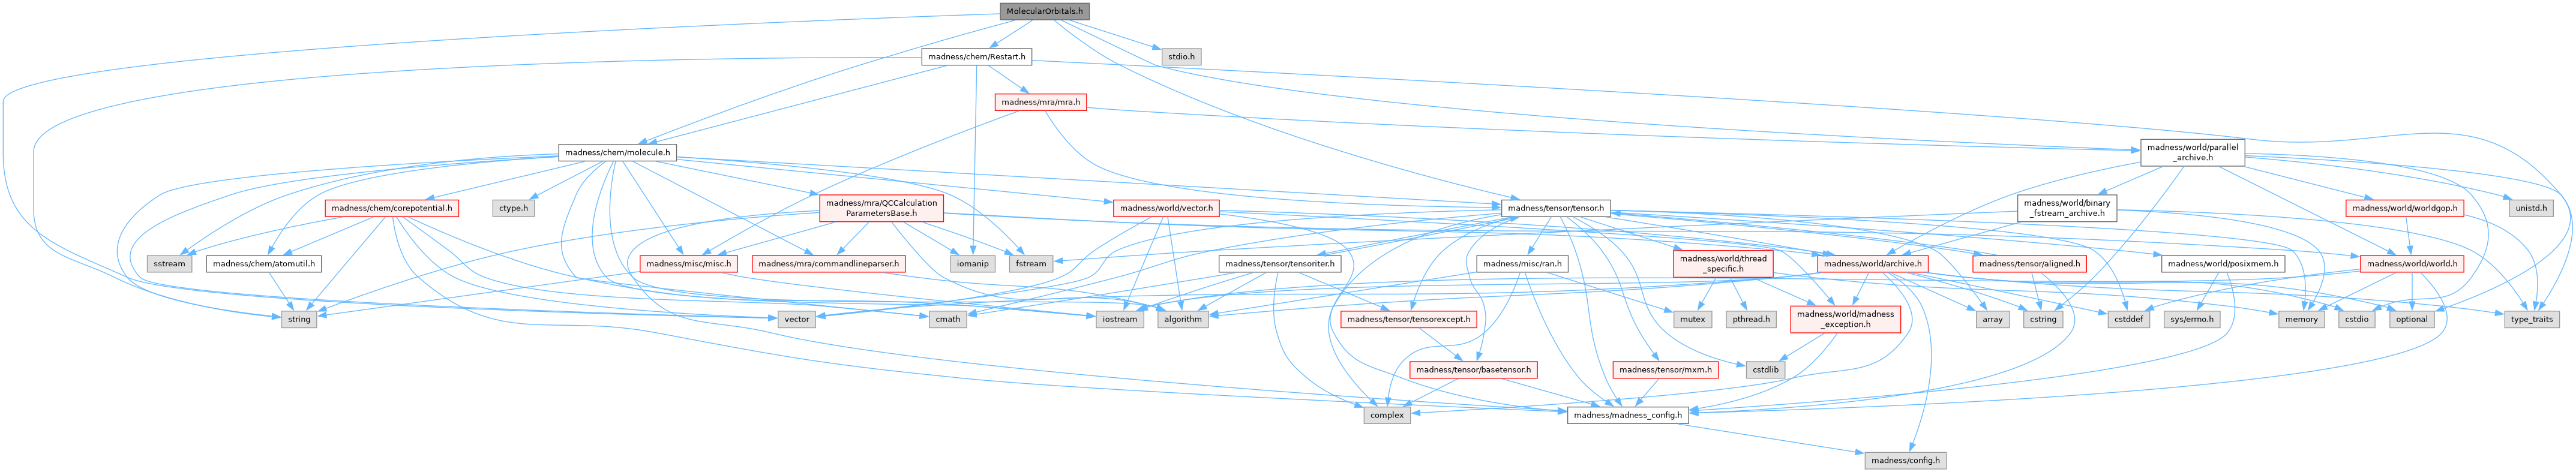 MolecularOrbitals.h
madness/chem/Restart.h
stdio.h
madness/mra/mra.h
madness/chem/molecule.h
madness/world/parallel
_archive.h
madness/chem/corepotential.h
ctype.h
madness/mra/QCCalculation
ParametersBase.h
madness/world/vector.h
madness/tensor/tensor.h
madness/world/binary
_fstream_archive.h
madness/world/worldgop.h
unistd.h
sstream
madness/chem/atomutil.h
madness/misc/misc.h
madness/mra/commandlineparser.h
iomanip
fstream
madness/tensor/tensoriter.h
madness/misc/ran.h
madness/world/thread
_specific.h
madness/world/archive.h
madness/tensor/aligned.h
madness/world/posixmem.h
madness/world/world.h
string
vector
cmath
iostream
algorithm
madness/tensor/tensorexcept.h
mutex
pthread.h
madness/world/madness
_exception.h
array
cstring
cstddef
sys/errno.h
memory
cstdio
optional
type_traits
madness/tensor/basetensor.h
madness/tensor/mxm.h
cstdlib
complex
madness/madness_config.h
madness/config.h